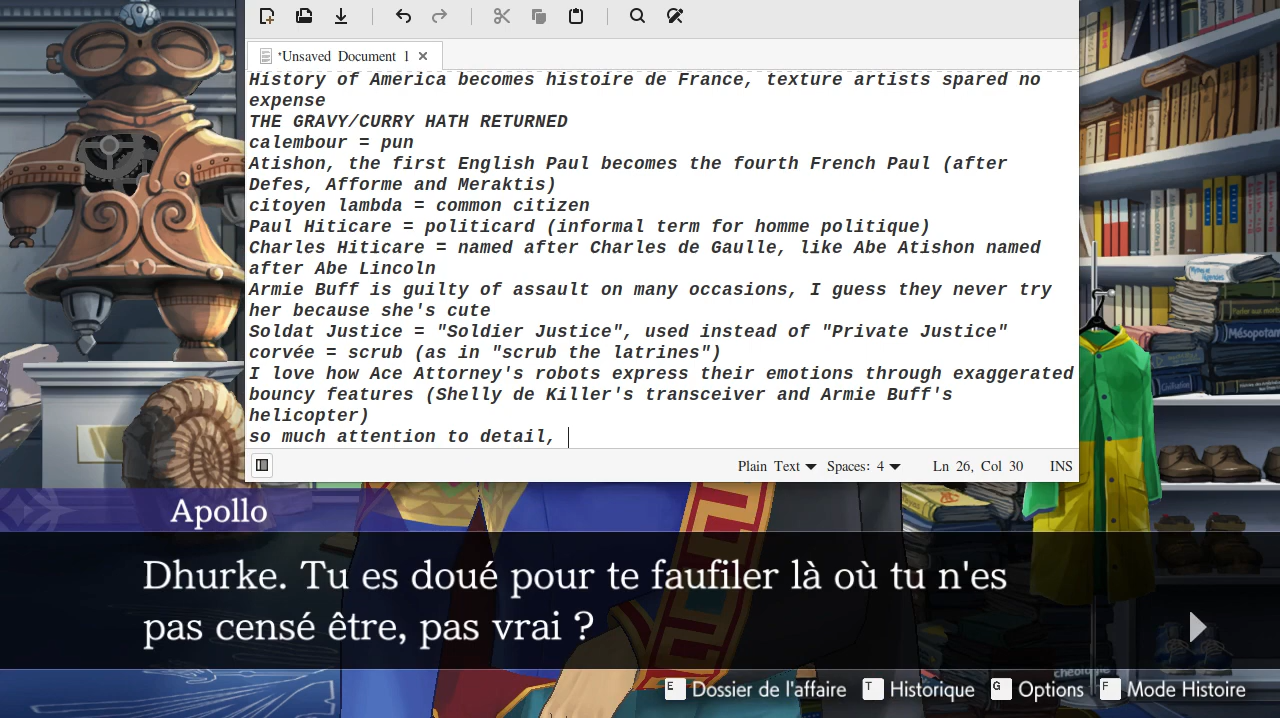 *Unsaved Document 1
History of America becomes histoire de France, texture artists spared no
expense
THE GRAVY/CURRY HATH RETURNED
calembour = pun
Atishon, the first English Paul becomes the fourth French Paul (after
Defes, Afforme and Meraktis)
citoyen lambda = common citizen
Paul Hiticare = politicard (informal term for homme politique)
Charles Hiticare = named after Charles de Gaulle, like Abe Atishon named
after Abe Lincoln
Armie Buff is guilty of assault on many occasions, I guess they never try
her because she's cute
Soldat Justice = "Soldier Justice", used instead of "Private Justice"
corvée = scrub (as in "scrub the latrines")
I love how Ace Attorney's robots express their emotions through exaggerated
bouncy features (Shelly de Killer's transceiver and Armie Buff's
helicopter)
so much attention to detail,
Plain Text Spaces: 4 Ln 26, Col 30 INS
Mésopotam
Civilisation
chéologie
Apollo
Dhurke. Tu es doué pour te faufiler là où tu n'es
pas censé être, pas vrai ?
E Dossier de l'affaire T Historique G Options F Mode Histoire